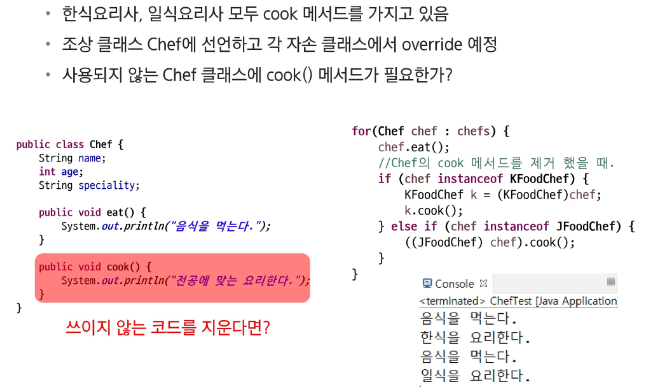 • 한식요리사, 일식요리사 모두 cook 메서드를 가지고 있음
• 조상 클래스 Chef에 선언하고 각 자손 클래스에서 override 예정
• 사용되지 않는 Chef 클래스에 cook() 메서드가 필요한가?
public class Chef {
    String name;
    int age;
    String speciality;
    public void eat() {
        System.out.println("음식을 먹는다.");
    }
    public void cook() {
        System.out.println("전공에 맞는 요리한다.");
    }
}
쓰이지 않는 코드를 지운다면?
for(Chef chef : chefs) {
    chef.eat();
    //Chef의 cook 메서드를 제거 했을 때.
    if (chef instanceof KFoodChef) {
        KFoodChef k = (KFoodChef)chef;
        k.cook();
    } else if (chef instanceof JFoodChef) {
        ((JFoodChef) chef).cook();
    }
}
Console
<terminated> ChefTest [Java Application
음식을 먹는다.
한식을 요리한다.
음식을 먹는다.
일식을 요리한다.